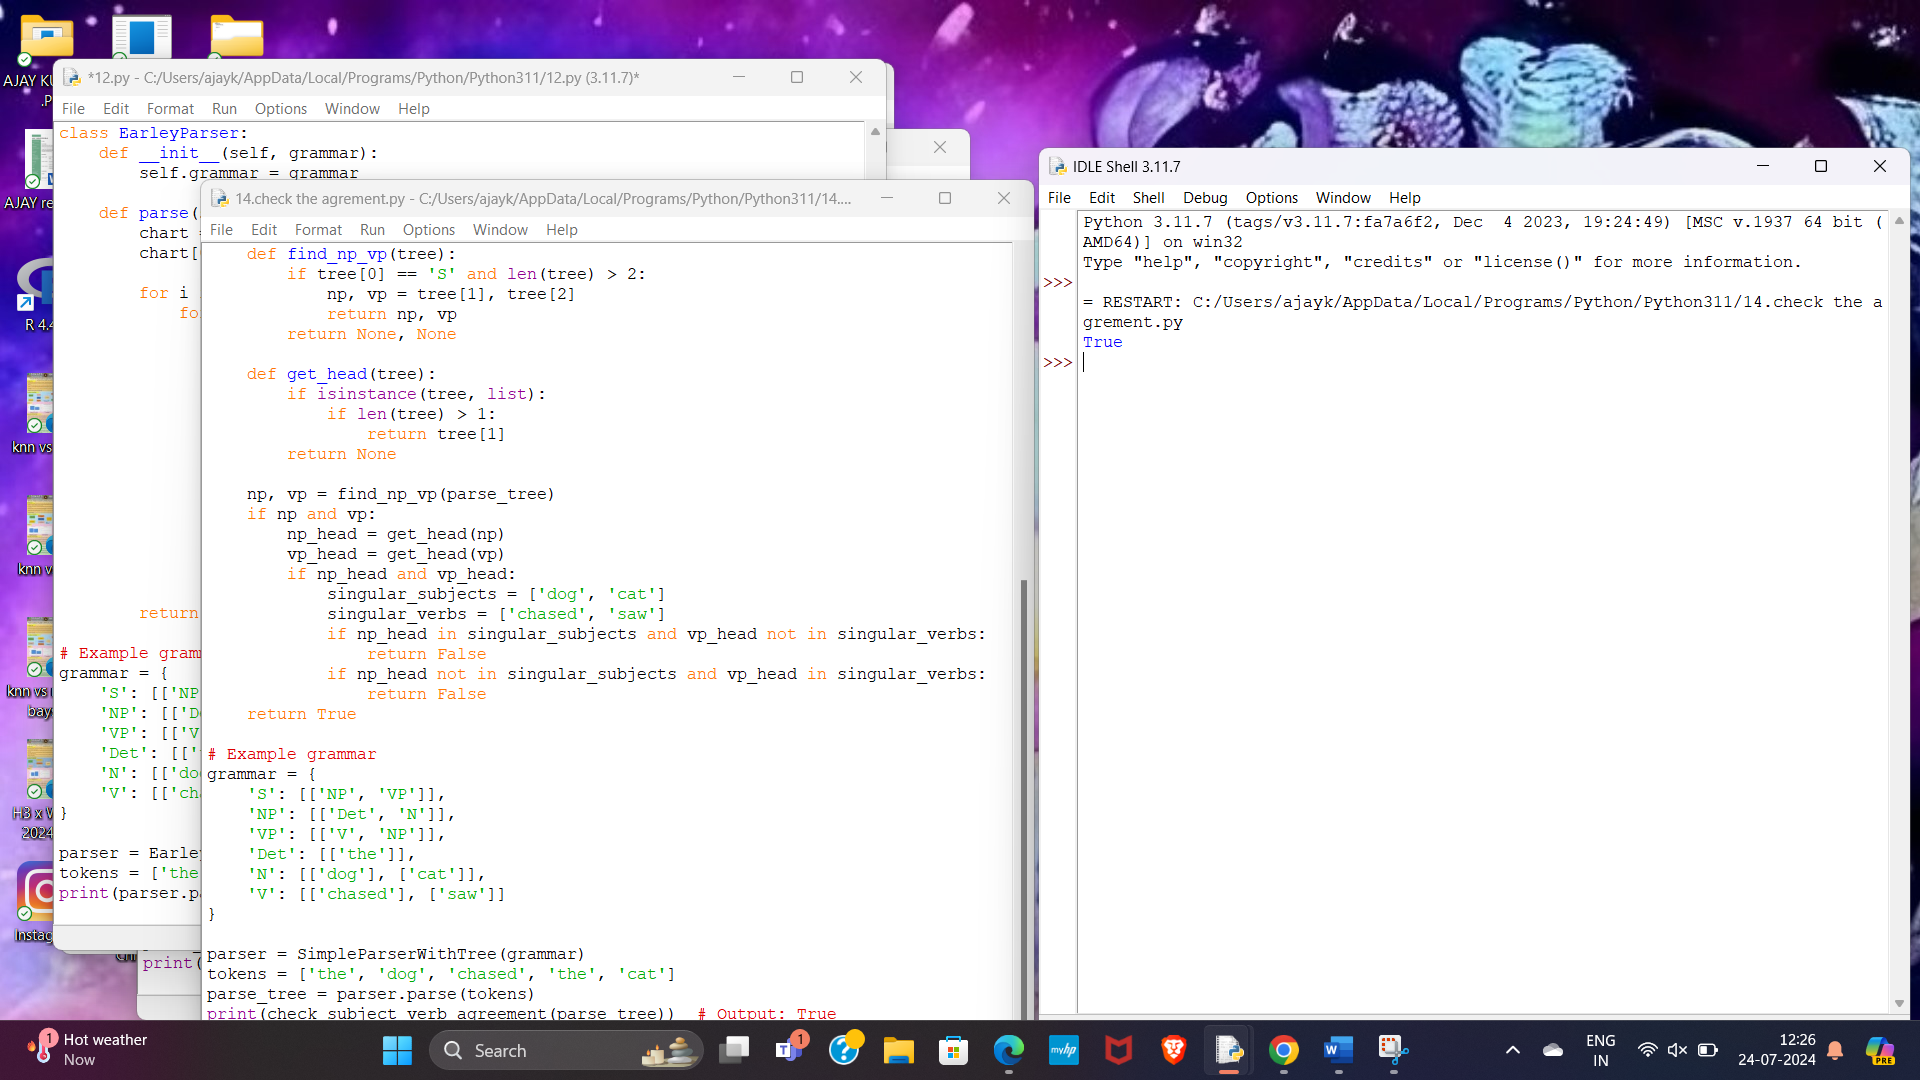 AJAY KU
.P
AJAY re
R 4.4
knn vs
knn v
knn vs
bay
H3 x W
2024
Instag
*12.py - C:/Users/ajayk/AppData/Local/Programs/Python/Python311/12.py (3.11.7)*
File Edit Format Run Options Window Help
class EarleyParser:
    def __init__(self, grammar):
        self.grammar = grammar
    def parse(
        chart
        chart[
        for i
            fo
        return
# Example gram
grammar = {
    'S': [['NP
    'NP': [['D
    'VP': [['V
    'Det': [['
    'N': [['do
    'V': [['ch
}
parser = Earle
tokens = ['the
print(parser.p
print(
14.check the agrement.py - C:/Users/ajayk/AppData/Local/Programs/Python/Python311/14....
File Edit Format Run Options Window Help
    def find_np_vp(tree):
        if tree[0] == 'S' and len(tree) > 2:
            np, vp = tree[1], tree[2]
            return np, vp
        return None, None
    def get_head(tree):
        if isinstance(tree, list):
            if len(tree) > 1:
                return tree[1]
        return None
    np, vp = find_np_vp(parse_tree)
    if np and vp:
        np_head = get_head(np)
        vp_head = get_head(vp)
        if np_head and vp_head:
            singular_subjects = ['dog', 'cat']
            singular_verbs = ['chased', 'saw']
            if np_head in singular_subjects and vp_head not in singular_verbs:
                return False
            if np_head not in singular_subjects and vp_head in singular_verbs:
                return False
    return True
# Example grammar
grammar = {
    'S': [['NP', 'VP']],
    'NP': [['Det', 'N']],
    'VP': [['V', 'NP']],
    'Det': [['the']],
    'N': [['dog'], ['cat']],
    'V': [['chased'], ['saw']]
}
parser = SimpleParserWithTree(grammar)
tokens = ['the', 'dog', 'chased', 'the', 'cat']
parse_tree = parser.parse(tokens)
print(check_subject_verb_agreement(parse_tree))  # Output: True
IDLE Shell 3.11.7
File Edit Shell Debug Options Window Help
Python 3.11.7 (tags/v3.11.7:fa7a6f2, Dec  4 2023, 19:24:49) [MSC v.1937 64 bit (
AMD64)] on win32
Type "help", "copyright", "credits" or "license()" for more information.
>>>
= RESTART: C:/Users/ajayk/AppData/Local/Programs/Python/Python311/14.check the a
grement.py
True
>>>
1
Hot weather
Now
Search
1
myhp
ENG
IN
12:26
24-07-2024
PRE